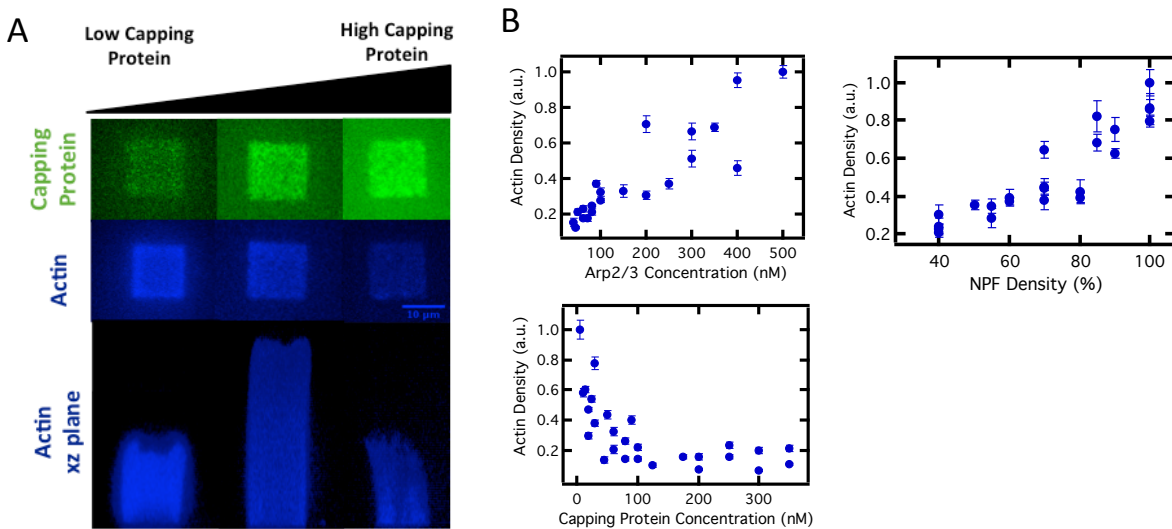 A
Low Capping
Protein
High Capping
Protein
Capping
Protein
Actin
10 μm
Actin
xz plane
B
Actin Density (a.u.)
1.0
0.8
0.6
0.4
0.2
100 200 300 400 500
Arp2/3 Concentration (nM)
Actin Density (a.u.)
1.0
0.8
0.6
0.4
0.2
40 50 60 70 80 90 100
NPF Density (%)
Actin Density (a.u.)
1.0
0.8
0.6
0.4
0.2
0 100 200 300
Capping Protein Concentration (nM)